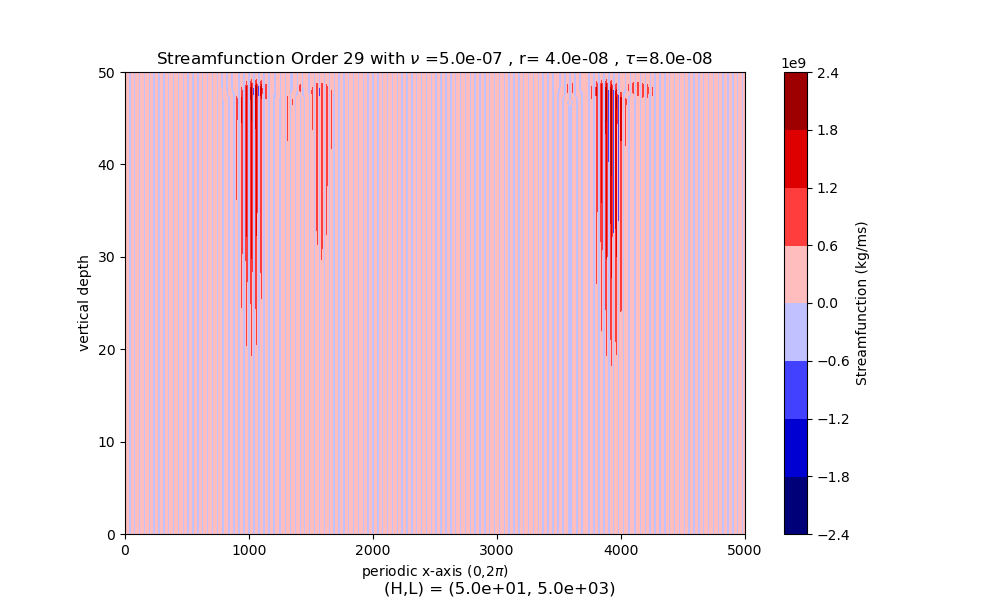 Streamfunction Order 29 with ν =5.0e-07 , r= 4.0e-08 , τ=8.0e-08
1e9
50
40
30
20
10
0
vertical depth
0 1000 2000 3000 4000 5000
periodic x-axis (0,2π)
(H,L) = (5.0e+01, 5.0e+03)
2.4
1.8
1.2
0.6
0.0
−0.6
−1.2
−1.8
−2.4
Streamfunction (kg/ms)